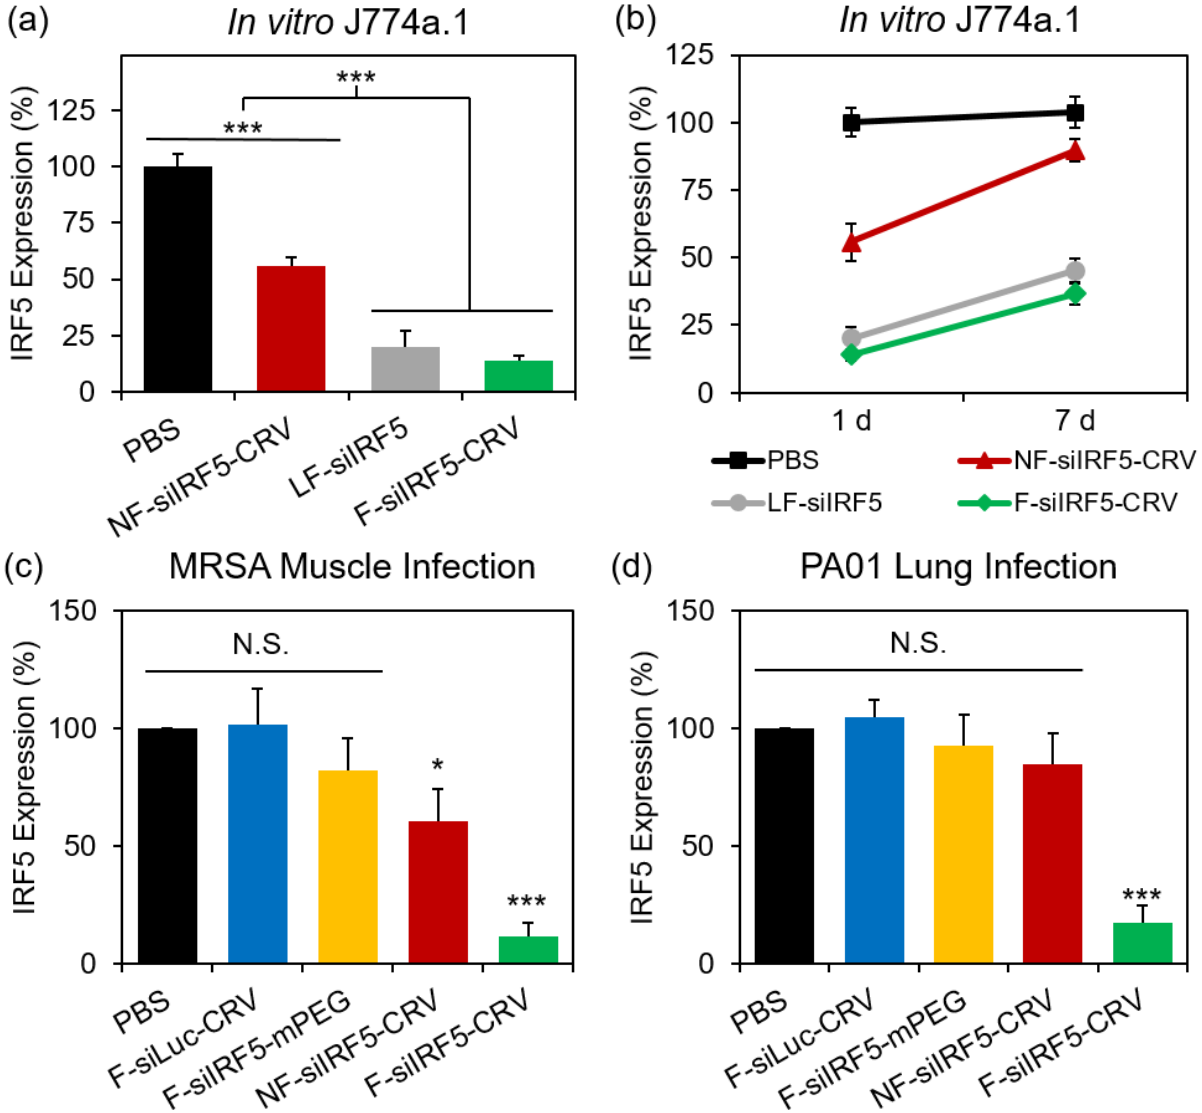 (a)
In vitro J774a.1
IRF5 Expression (%)
125
100
75
50
25
0
***
***
PBS
NF-siIRF5-CRV
LF-siIRF5
F-siIRF5-CRV
(b)
In vitro J774a.1
IRF5 Expression (%)
125
100
75
50
25
0
1 d
7 d
PBS
NF-siIRF5-CRV
LF-siIRF5
F-siIRF5-CRV
(c)
MRSA Muscle Infection
IRF5 Expression (%)
150
100
50
0
N.S.
*
***
PBS
F-siLuc-CRV
F-siIRF5-mPEG
NF-siIRF5-CRV
F-siIRF5-CRV
(d)
PA01 Lung Infection
IRF5 Expression (%)
150
100
50
0
N.S.
***
PBS
F-siLuc-CRV
F-siIRF5-mPEG
NF-siIRF5-CRV
F-siIRF5-CRV